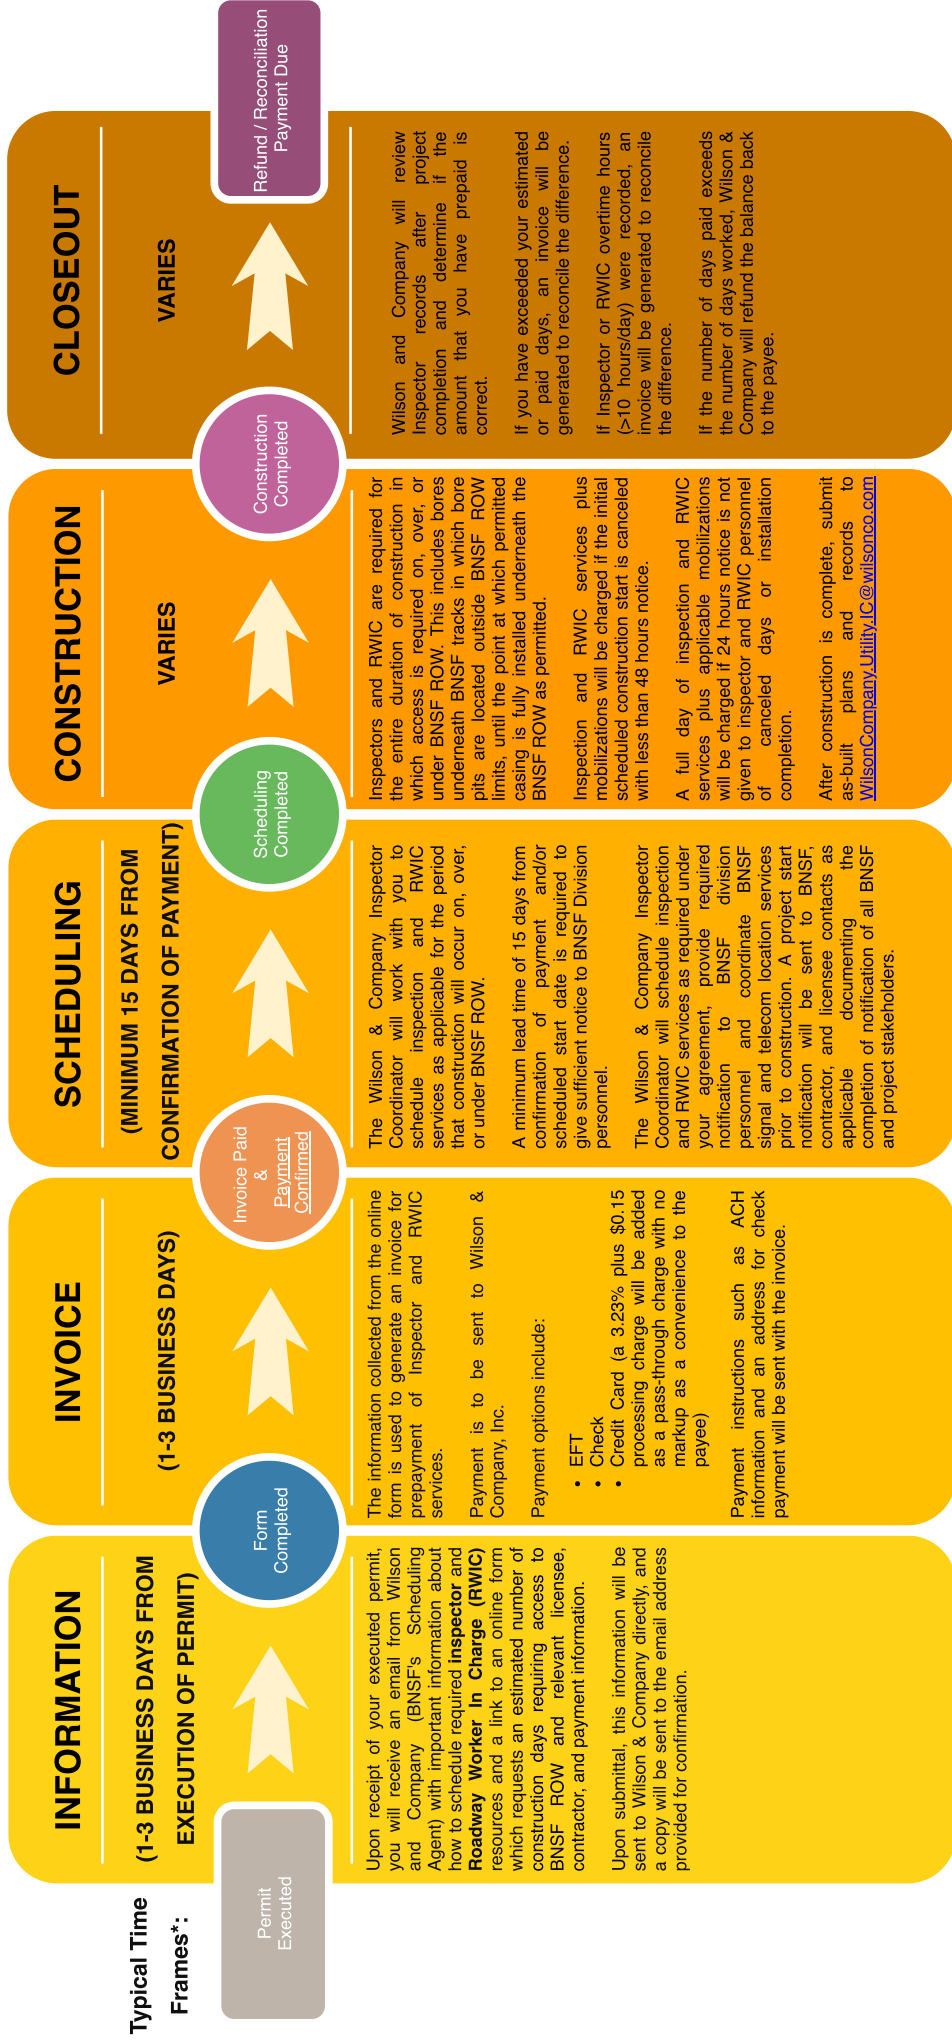 Typical Time
Frames*:
Permit
Executed
INFORMATION
(1-3 BUSINESS DAYS FROM
EXECUTION OF PERMIT)
Upon receipt of your executed permit,
you will receive an email from Wilson
and Company (BNSF's Scheduling
Agent) with important information about
how to schedule required inspector and
Roadway Worker In Charge (RWIC)
resources and a link to an online form
which requests an estimated number of
construction days requiring access to
BNSF ROW and relevant licensee,
contractor, and payment information.
Upon submittal, this information will be
sent to Wilson & Company directly, and
a copy will be sent to the email address
provided for confirmation.
Form
Completed
INVOICE
(1-3 BUSINESS DAYS)
The information collected from the online
form is used to generate an invoice for
prepayment of Inspector and RWIC
services.
Payment is to be sent to Wilson &
Company, Inc.
Payment options include:
• EFT
• Check
• Credit Card (a 3.23% plus $0.15
processing charge will be added
as a pass-through charge with no
markup as a convenience to the
payee)
Payment instructions such as ACH
information and an address for check
payment will be sent with the invoice.
Invoice Paid
&
Payment
Confirmed
SCHEDULING
(MINIMUM 15 DAYS FROM
CONFIRMATION OF PAYMENT)
The Wilson & Company Inspector
Coordinator will work with you to
schedule inspection and RWIC
services as applicable for the period
that construction will occur on, over,
or under BNSF ROW.
A minimum lead time of 15 days from
confirmation of payment and/or
scheduled start date is required to
give sufficient notice to BNSF Division
personnel.
The Wilson & Company Inspector
Coordinator will schedule inspection
and RWIC services as required under
your agreement, provide required
notification to BNSF division
personnel and coordinate BNSF
signal and telecom location services
prior to construction. A project start
notification will be sent to BNSF,
contractor, and licensee contacts as
applicable documenting the
completion of notification of all BNSF
and project stakeholders.
Scheduling
Completed
CONSTRUCTION
VARIES
Inspectors and RWIC are required for
the entire duration of construction in
which access is required on, over, or
under BNSF ROW. This includes bores
underneath BNSF tracks in which bore
pits are located outside BNSF ROW
limits, until the point at which permitted
casing is fully installed underneath the
BNSF ROW as permitted.
Inspection and RWIC services plus
mobilizations will be charged if the initial
scheduled construction start is canceled
with less than 48 hours notice.
A full day of inspection and RWIC
services plus applicable mobilizations
will be charged if 24 hours notice is not
given to inspector and RWIC personnel
of canceled days or installation
completion.
After construction is complete, submit
as-built plans and records to
WilsonCompany.Utility.IC@wilsonco.com
Construction
Completed
CLOSEOUT
VARIES
Wilson and Company will review
Inspector records after project
completion and determine if the
amount that you have prepaid is
correct.
If you have exceeded your estimated
or paid days, an invoice will be
generated to reconcile the difference.
If Inspector or RWIC overtime hours
(>10 hours/day) were recorded, an
invoice will be generated to reconcile
the difference.
If the number of days paid exceeds
the number of days worked, Wilson &
Company will refund the balance back
to the payee.
Refund / Reconciliation
Payment Due